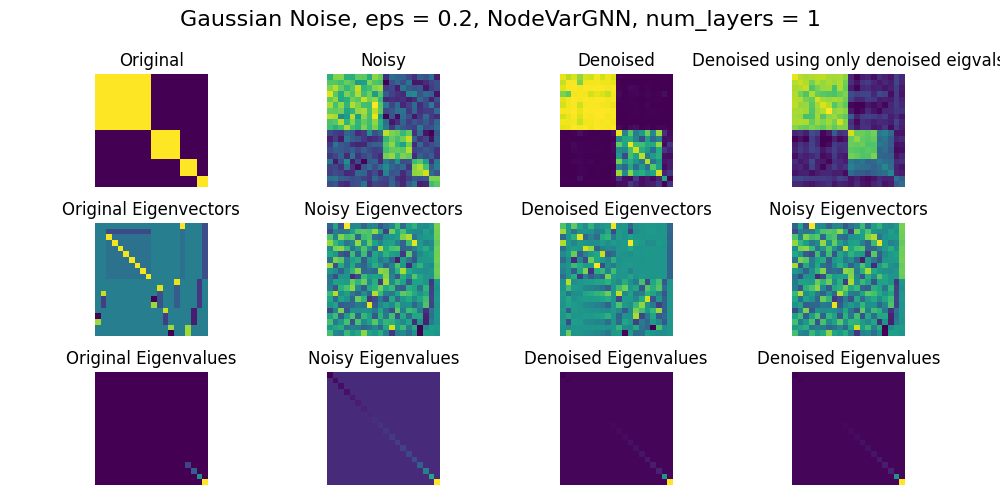 Gaussian Noise, eps = 0.2, NodeVarGNN, num_layers = 1
Original
Noisy
Denoised
Denoised using only denoised eigvals
Original Eigenvectors
Noisy Eigenvectors
Denoised Eigenvectors
Noisy Eigenvectors
Original Eigenvalues
Noisy Eigenvalues
Denoised Eigenvalues
Denoised Eigenvalues